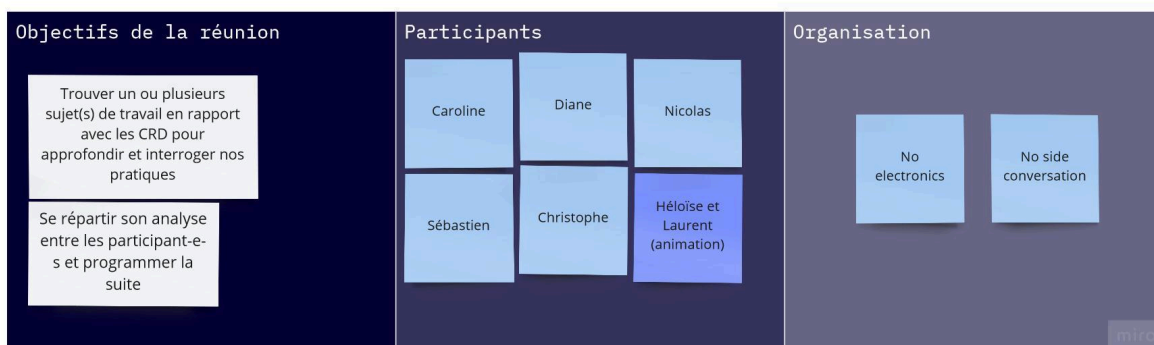 Objectifs de la réunion
Trouver un ou plusieurs
sujet(s) de travail en rapport
avec les CRD pour
approfondir et interroger nos
pratiques
Se répartir son analyse
entre les participant-e-
s et programmer la
suite
Participants
Caroline
Diane
Nicolas
Sébastien
Christophe
Héloïse et
Laurent
(animation)
Organisation
No
electronics
No side
conversation
miro